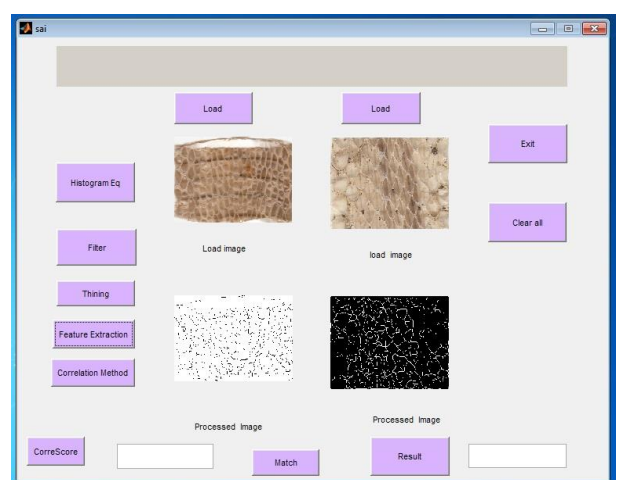 sai
Load
Load
Exit
Histogram Eq
Clear all
Filter
Load image
load image
Thining
Feature Extraction
Correlation Method
Processed Image
Processed Image
CorreScore
Match
Result